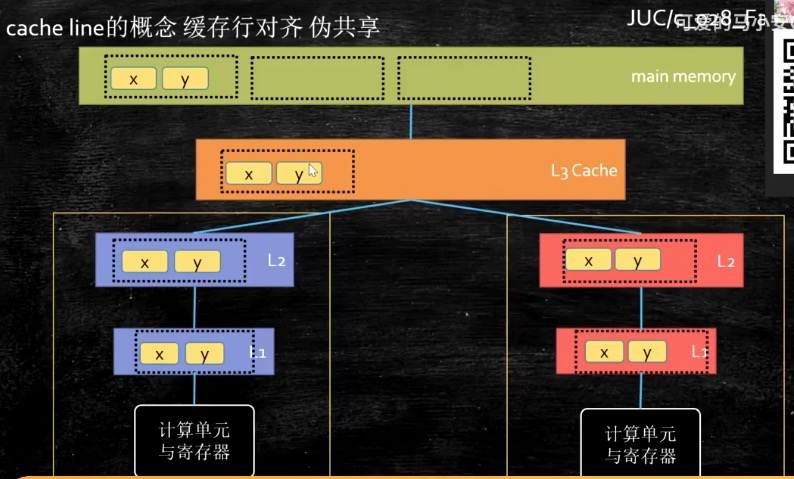 cache line的概念 缓存行对齐 伪共享
JUC/c_028_Fa
x y main memory
x y L3 Cache
x y L2
x y L2
x y L1
x y L1
计算单元
与寄存器
计算单元
与寄存器